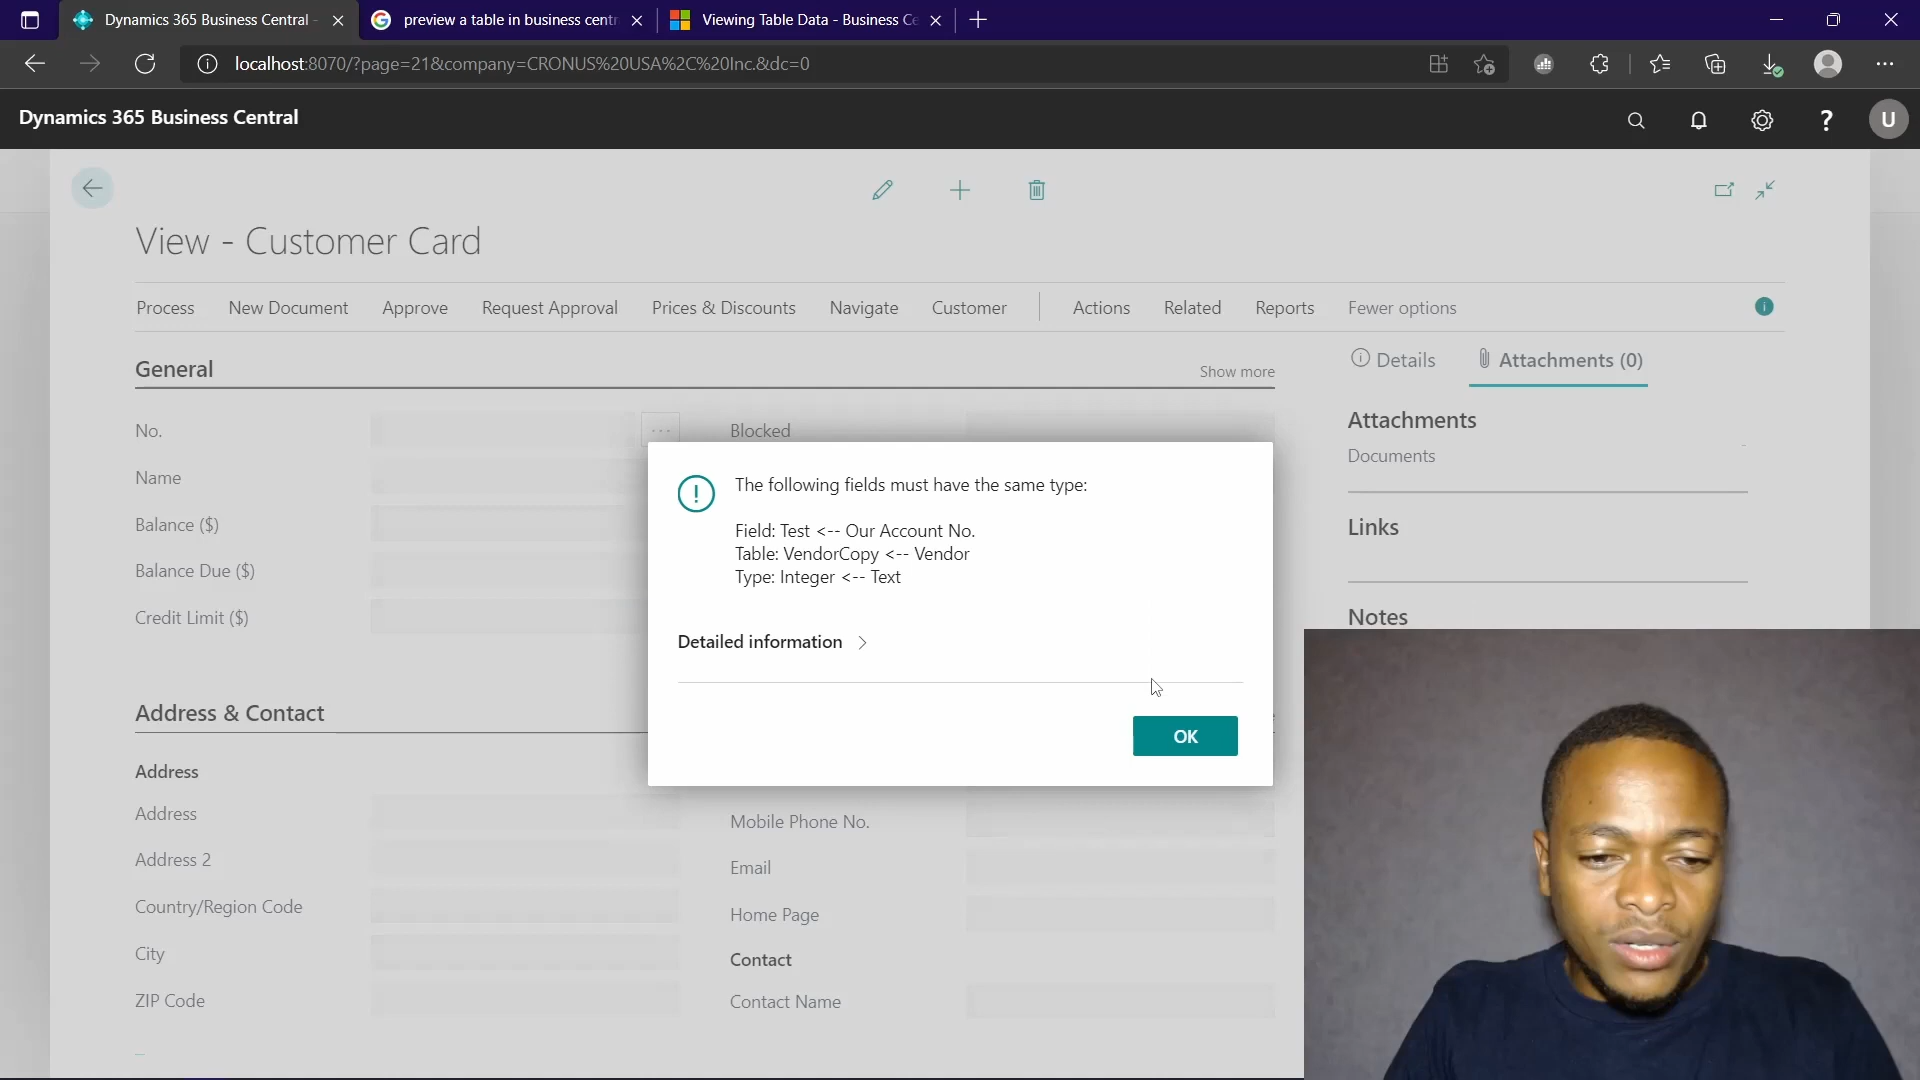 Dynamics 365 Business Central -
preview a table in business centr
Viewing Table Data - Business Ce
localhost:8070/?page=21&company=CRONUS%20USA%2C%20Inc.&dc=0
Dynamics 365 Business Central
U
View - Customer Card
Process New Document Approve Request Approval Prices & Discounts Navigate Customer Actions Related Reports Fewer options
General
Show more
Details
Attachments (0)
No.
Blocked
Name
Balance ($)
Balance Due ($)
Credit Limit ($)
Attachments
Documents
Links
Notes
The following fields must have the same type:
Field: Test <-- Our Account No.
Table: VendorCopy <-- Vendor
Type: Integer <-- Text
Detailed information
OK
Address & Contact
Address
Address
Address 2
Country/Region Code
City
ZIP Code
Mobile Phone No.
Email
Home Page
Contact
Contact Name